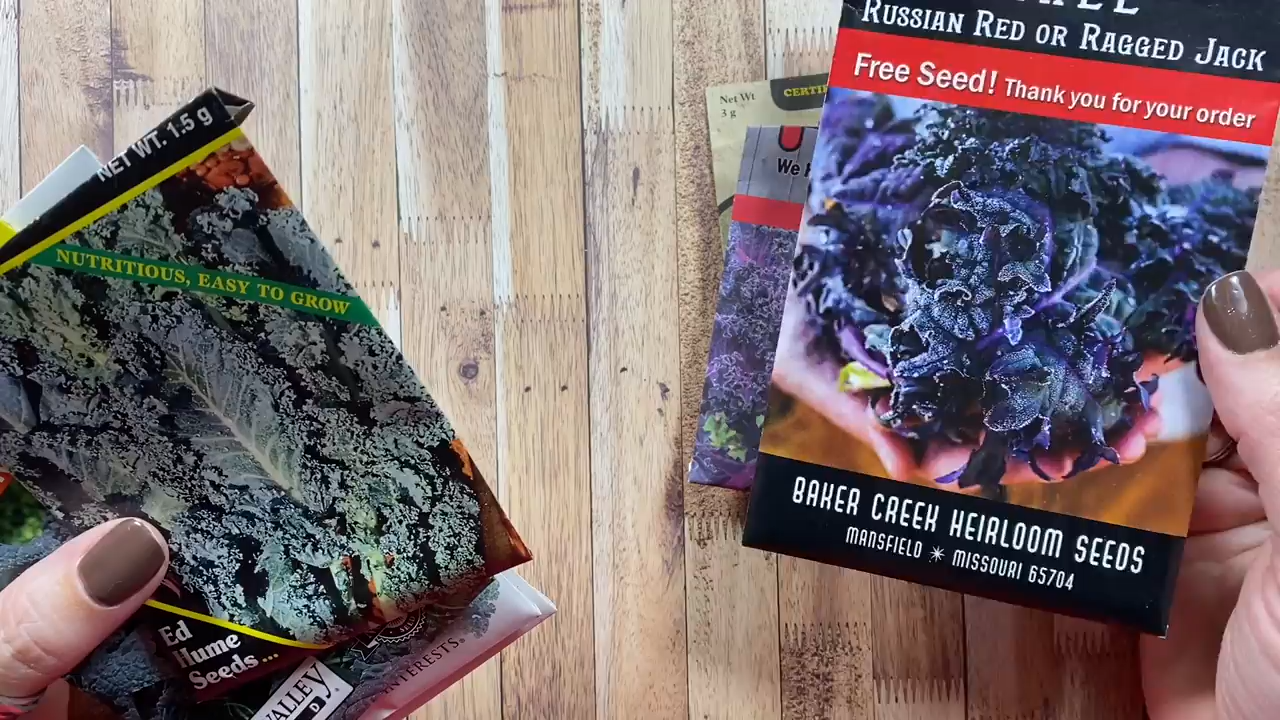 NET WT. 1.5 g
NUTRITIOUS, EASY TO GROW
Ed
Hume
Seeds...
INTERESTS®
Net Wt
3 g
We
RUSSIAN RED OR RAGGED JACK
Free Seed! Thank you for your order
BAKER CREEK HEIRLOOM SEEDS
MANSFIELD ✴ MISSOURI 65704